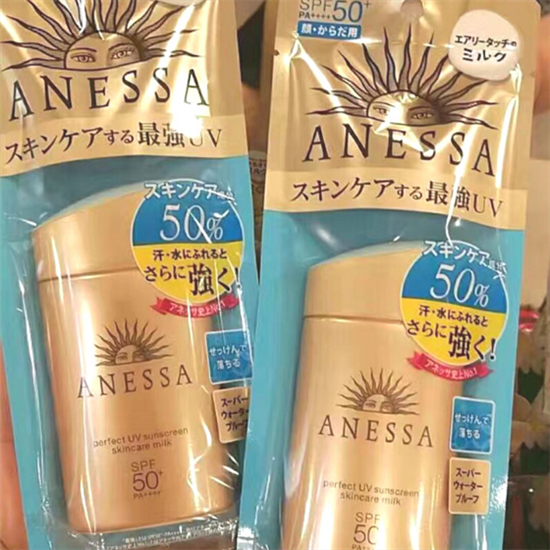 ANESSA
スキンケアする最強UV
スキンケア
50%
汗・水にふれると
さらに強く!
アネッサ史上No.1
せっけんで
落ちる
スーパー
ウォーター
プルーフ
ANESSA
perfect UV sunscreen
skincare milk
SPF
50+
PA++++
SPF50+
PA++++
顔・からだ用
エアリータッチの
ミルク
ANESSA
スキンケアする最強UV
スキンケア
50%
汗・水にふれると
さらに強く!
アネッサ史上No.1
せっけんで
落ちる
スーパー
ウォーター
プルーフ
ANESSA
perfect UV sunscreen
skincare milk
SPF
50+